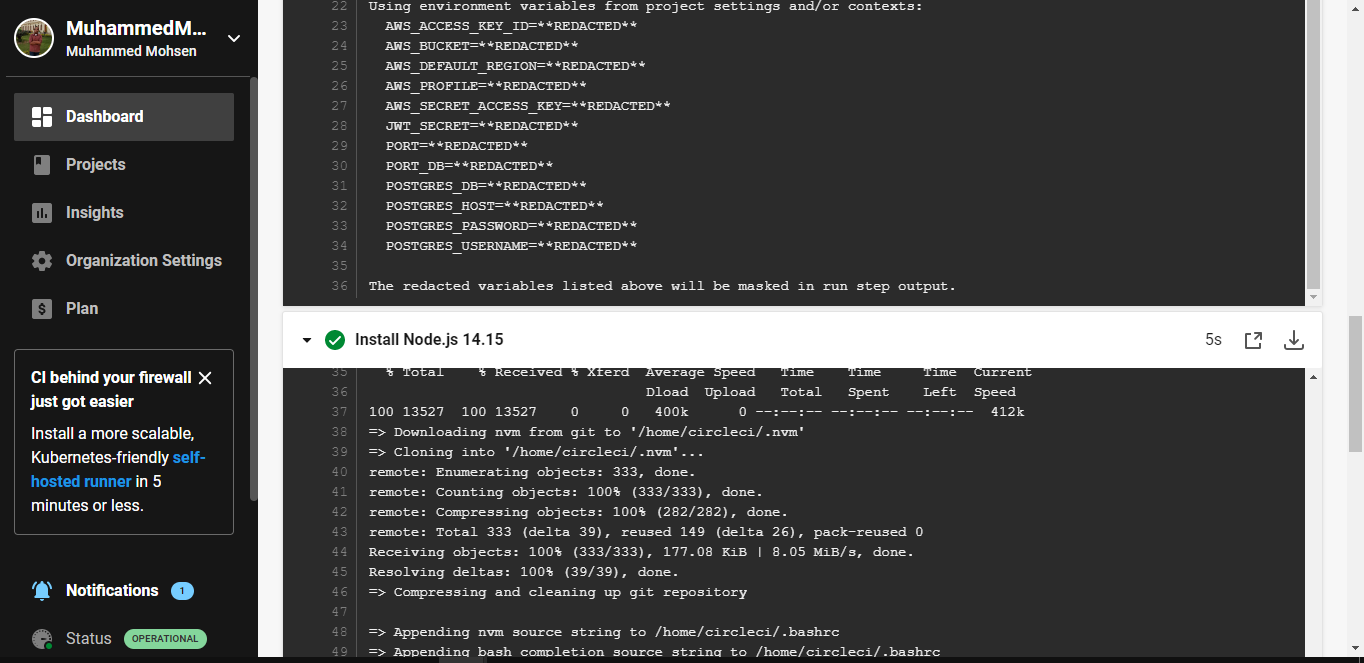 MuhammedM...
Muhammed Mohsen
Dashboard
Projects
Insights
Organization Settings
Plan
CI behind your firewall
just got easier
Install a more scalable,
Kubernetes-friendly self-
hosted runner in 5
minutes or less.
Notifications 1
Status OPERATIONAL
22 Using environment variables from project settings and/or contexts:
23 AWS_ACCESS_KEY_ID=**REDACTED**
24 AWS_BUCKET=**REDACTED**
25 AWS_DEFAULT_REGION=**REDACTED**
26 AWS_PROFILE=**REDACTED**
27 AWS_SECRET_ACCESS_KEY=**REDACTED**
28 JWT_SECRET=**REDACTED**
29 PORT=**REDACTED**
30 PORT_DB=**REDACTED**
31 POSTGRES_DB=**REDACTED**
32 POSTGRES_HOST=**REDACTED**
33 POSTGRES_PASSWORD=**REDACTED**
34 POSTGRES_USERNAME=**REDACTED**
35
36 The redacted variables listed above will be masked in run step output.
Install Node.js 14.15 5s
35 % Total % Received % Xferd Average Speed Time Time Time Current
36 Dload Upload Total Spent Left Speed
37 100 13527 100 13527 0 0 400k 0 --:--:-- --:--:-- --:--:-- 412k
38 => Downloading nvm from git to '/home/circleci/.nvm'
39 => Cloning into '/home/circleci/.nvm'...
40 remote: Enumerating objects: 333, done.
41 remote: Counting objects: 100% (333/333), done.
42 remote: Compressing objects: 100% (282/282), done.
43 remote: Total 333 (delta 39), reused 149 (delta 26), pack-reused 0
44 Receiving objects: 100% (333/333), 177.08 KiB | 8.05 MiB/s, done.
45 Resolving deltas: 100% (39/39), done.
46 => Compressing and cleaning up git repository
47
48 => Appending nvm source string to /home/circleci/.bashrc
49 => Appending bash completion source string to /home/circleci/.bashrc